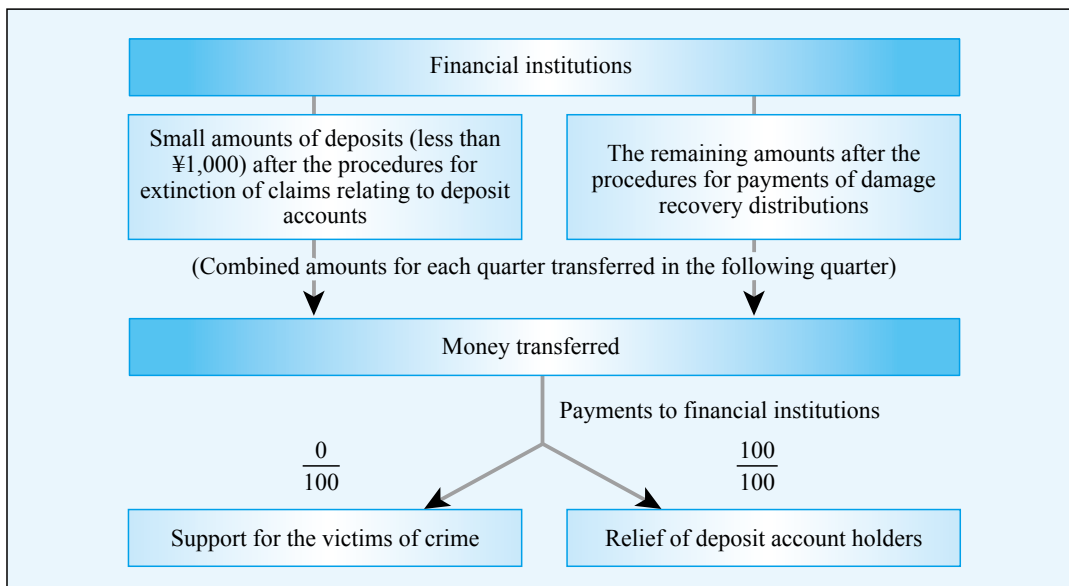 Financial institutions
Small amounts of deposits (less than
¥1,000) after the procedures for
extinction of claims relating to deposit
accounts
The remaining amounts after the
procedures for payments of damage
recovery distributions
(Combined amounts for each quarter transferred in the following quarter)
Money transferred
Payments to financial institutions
0
100
100
100
Support for the victims of crime
Relief of deposit account holders